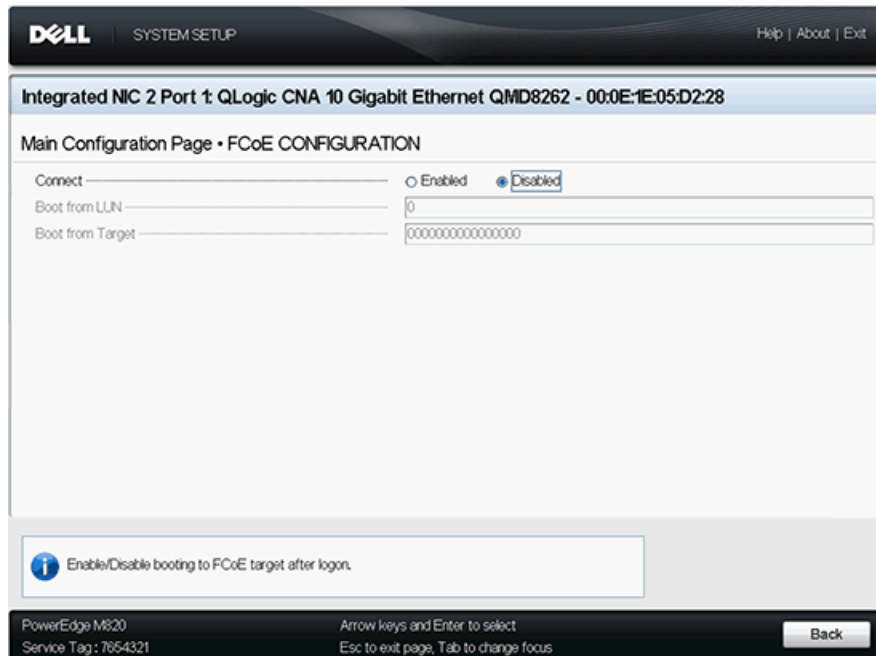 DELL SYSTEM SETUP Help | About | Exit
Integrated NIC 2 Port 1: QLogic CNA 10 Gigabit Ethernet QMD8262 - 00:0E:1E:05:D2:28
Main Configuration Page • FCoE CONFIGURATION
Connect Enabled Disabled
Boot from LUN 0
Boot from Target 0000000000000000
Enable/Disable booting to FCoE target after logon.
PowerEdge M820 Arrow keys and Enter to select
Service Tag : 7654321 Esc to exit page, Tab to change focus
Back